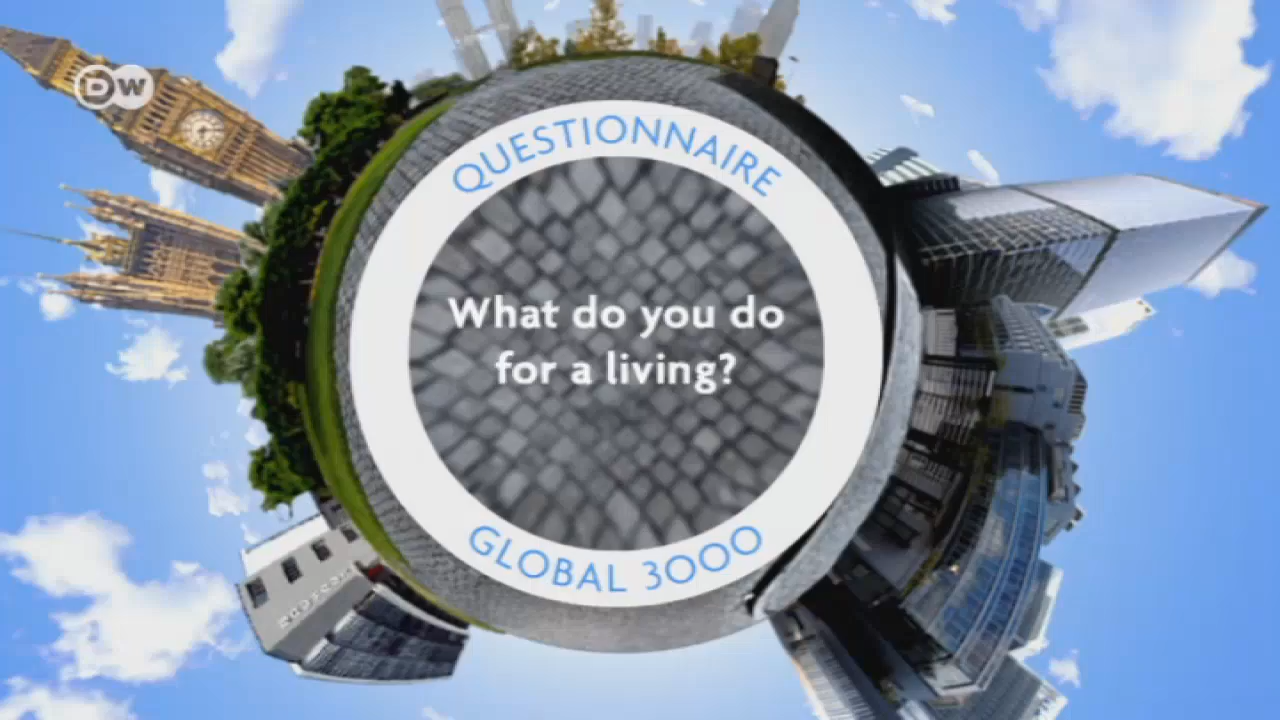 DW
QUESTIONNAIRE
What do you do
for a living?
GLOBAL 3000